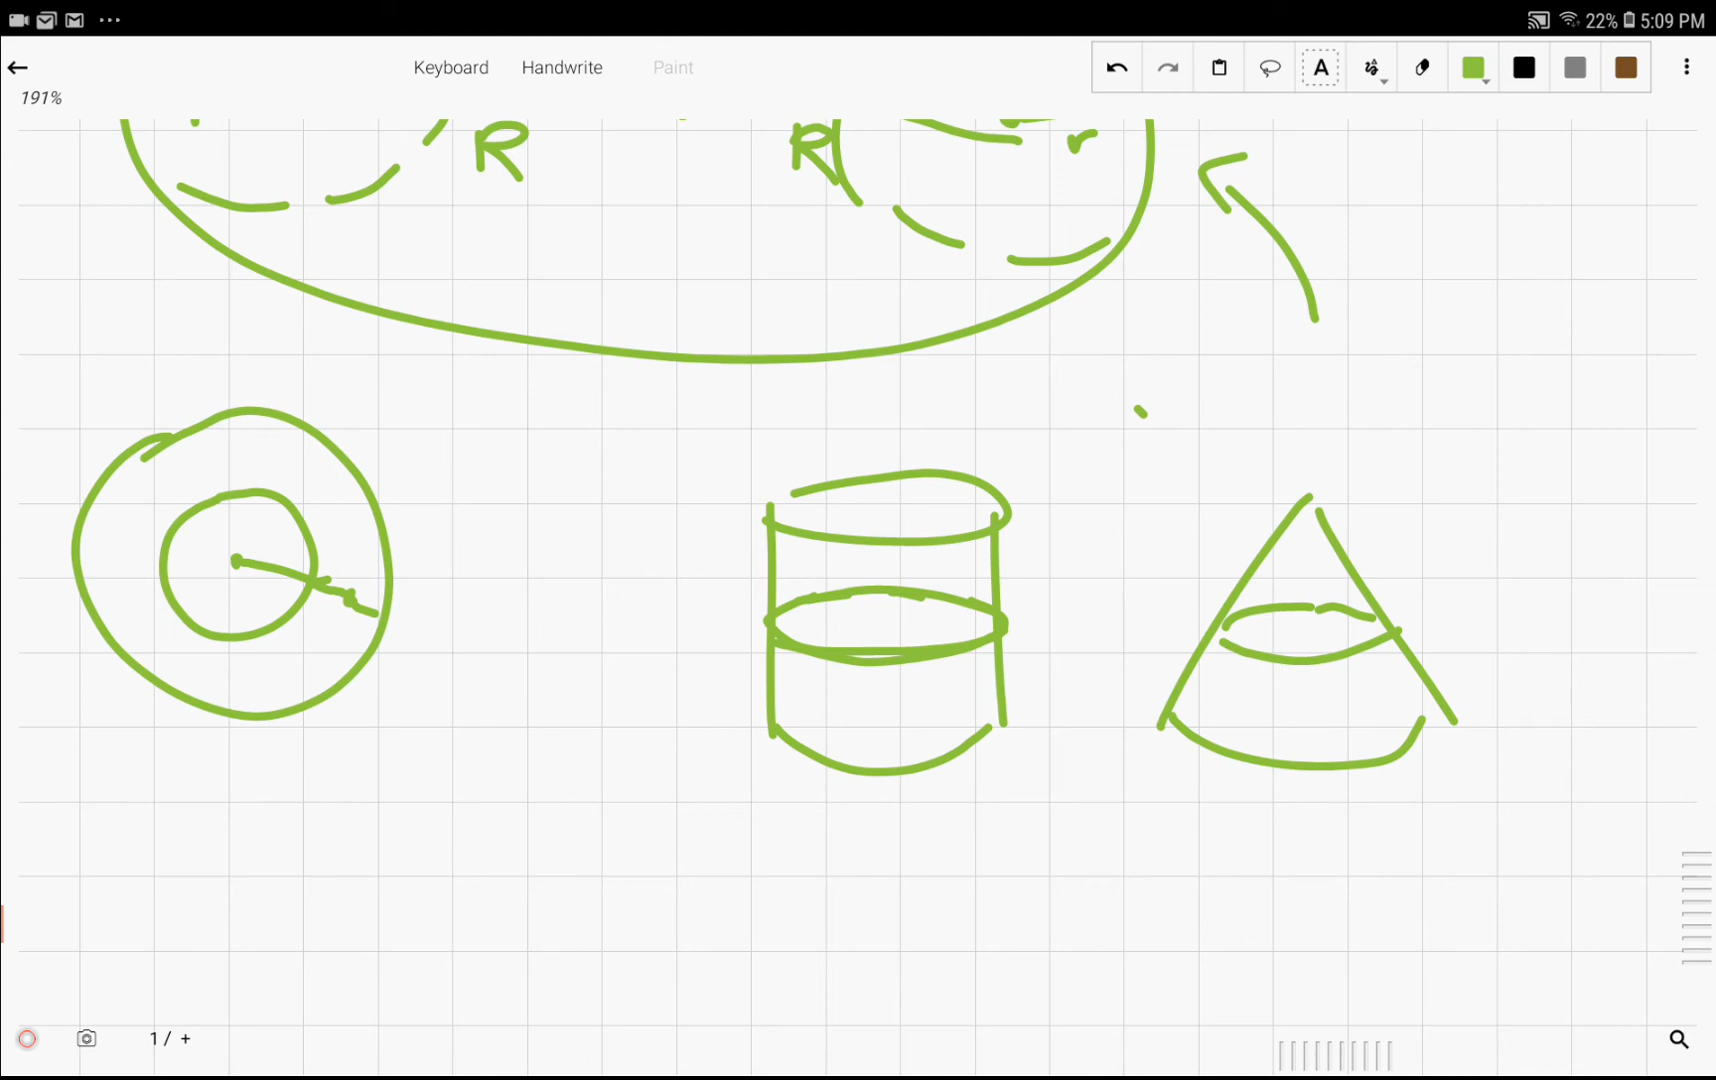 22% 5:09 PM
Keyboard Handwrite Paint A
191%
R R r
1 / +